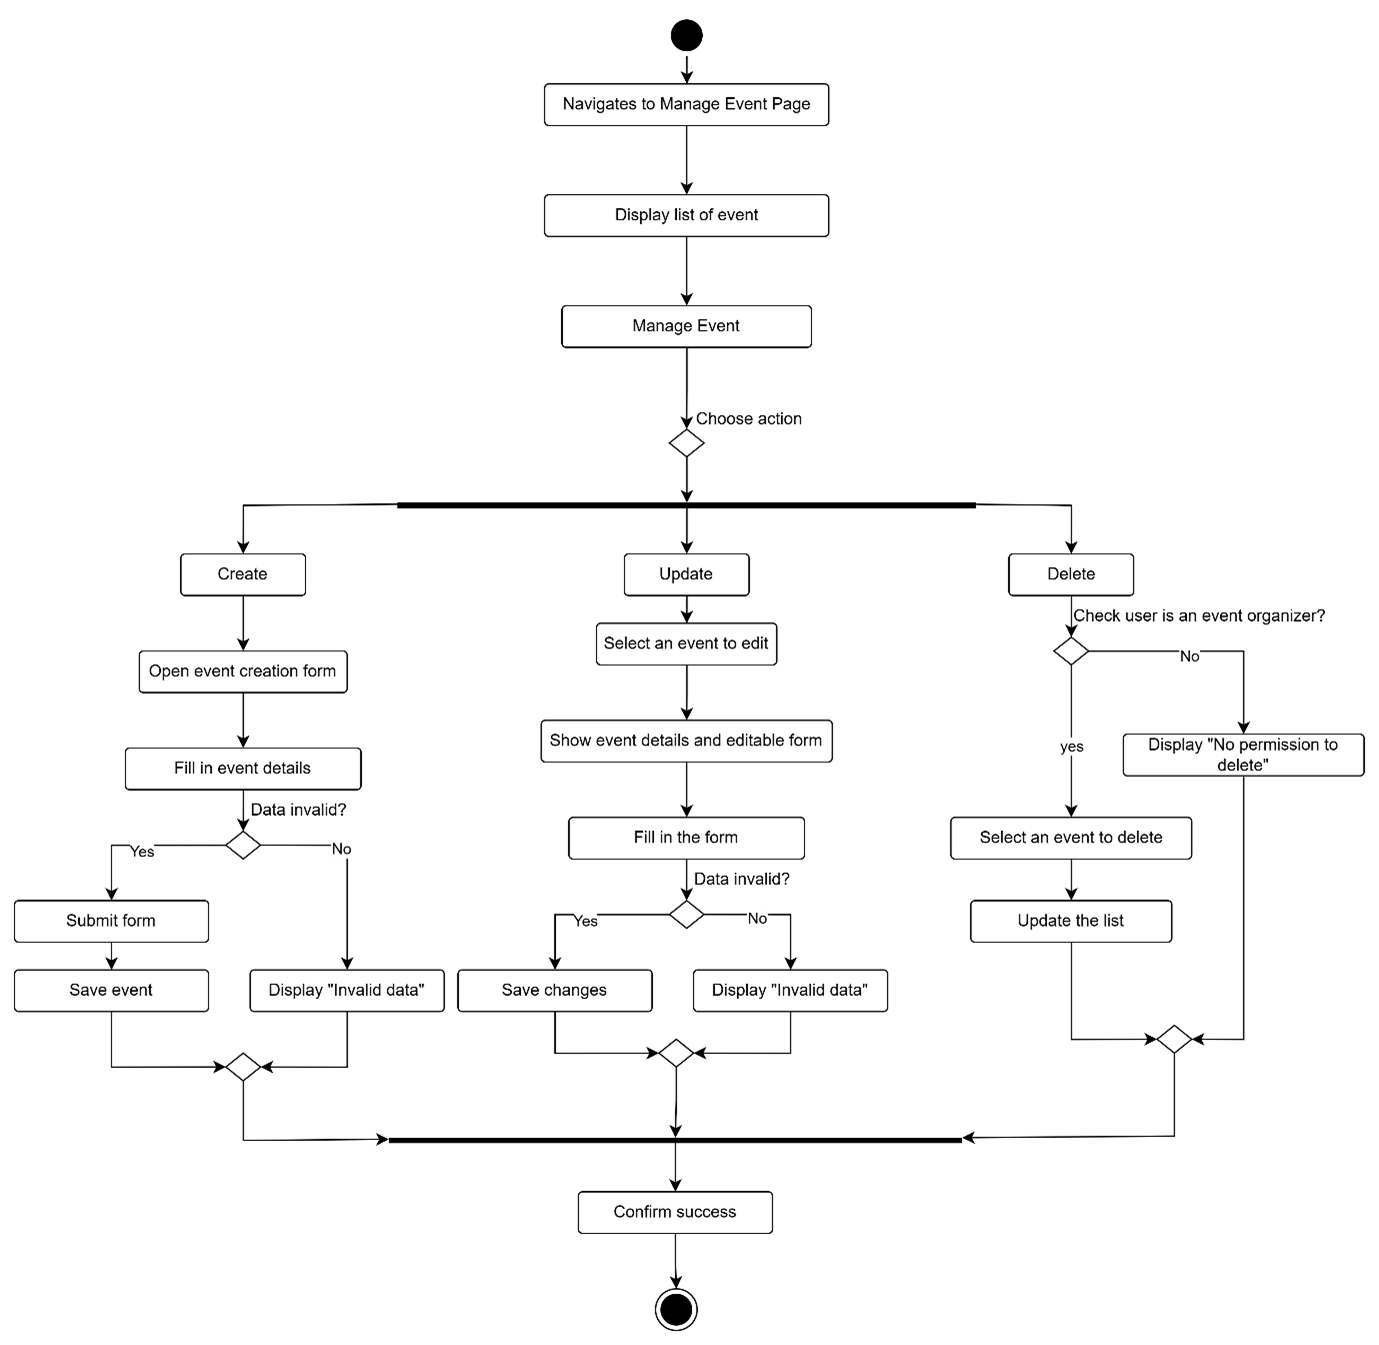 Navigates to Manage Event Page
Display list of event
Manage Event
Choose action
Create
Update
Delete
Check user is an event organizer?
Open event creation form
Select an event to edit
No
Fill in event details
Show event details and editable form
yes
Display "No permission to
delete"
Data invalid?
Fill in the form
Select an event to delete
Yes
No
Data invalid?
Submit form
Yes
No
Update the list
Save event
Display "Invalid data"
Save changes
Display "Invalid data"
Confirm success